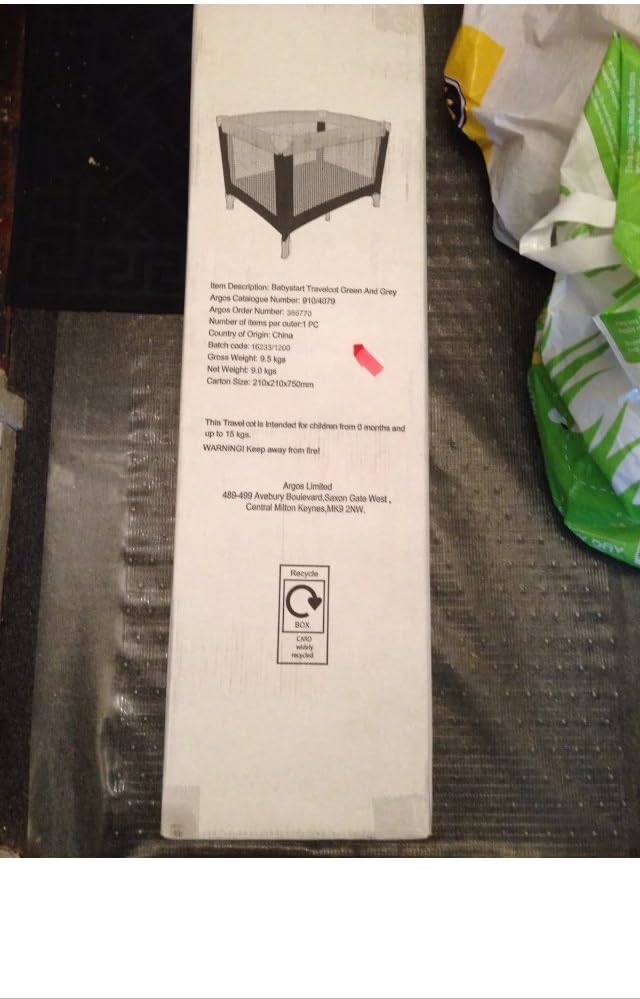 Item Description: Babystart Travelcot Green And Grey
Argos Catalogue Number: 910/4079
Argos Order Number: 386770
Number of items per outer:1 PC
Country of Origin: China
Batch code: 16233/1200
Gross Weight: 9.5 kgs
Net Weight: 9.0 kgs
Carton Size: 210x210x750mm
This Travel cot is Intended for children from 0 months and
up to 15 kgs.
WARNING! Keep away from fire!
Argos Limited
489-499 Avebury Boulevard,Saxon Gate West ,
Central Milton Keynes,MK9 2NW.
Recycle
BOX
CARD
widely
recycled